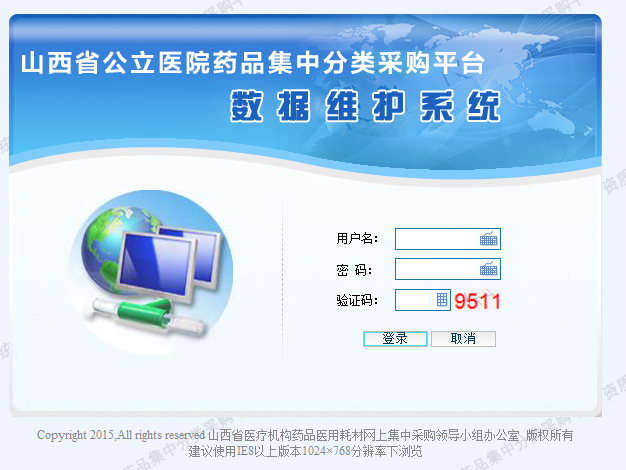 山西省公立医院药品集中分类采购平台
数据维护系统
用户名：
密 码：
验证码： 9511
登录 取消
Copyright 2015,All rights reserved 山西省医疗机构药品医用耗材网上集中采购领导小组办公室 版权所有
建议使用IE8以上版本1024×768分辨率下浏览